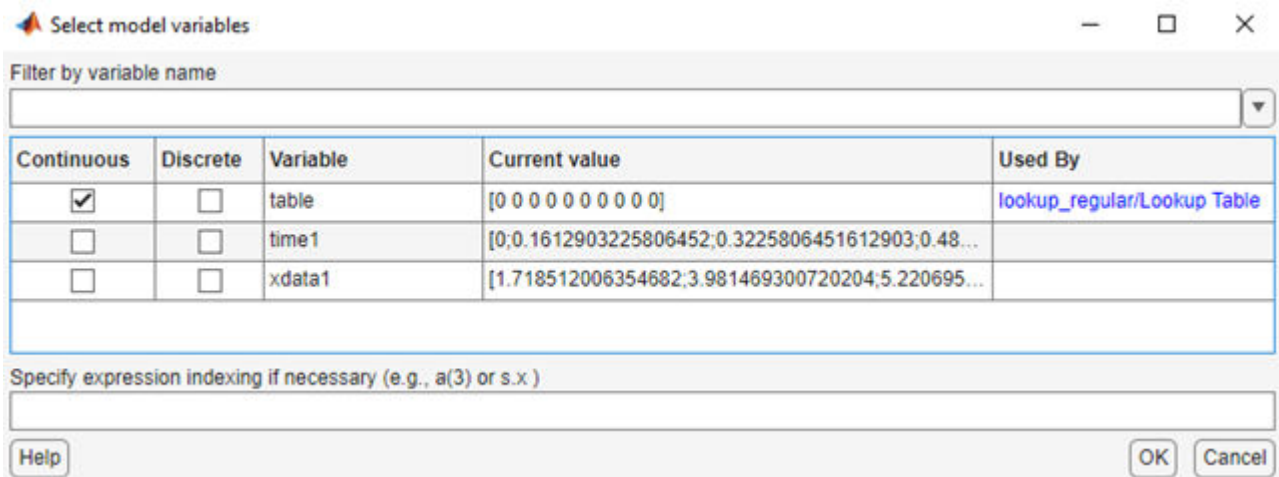 Select model variables
Filter by variable name
Continuous Discrete Variable Current value Used By
table [0 0 0 0 0 0 0 0 0 0 0] lookup_regular/Lookup Table
time1 [0;0.1612903225806452;0.3225806451612903;0.48...
xdata1 [1.718512006354682;3.981469300720204;5.220695...
Specify expression indexing if necessary (e.g., a(3) or s.x )
Help OK Cancel